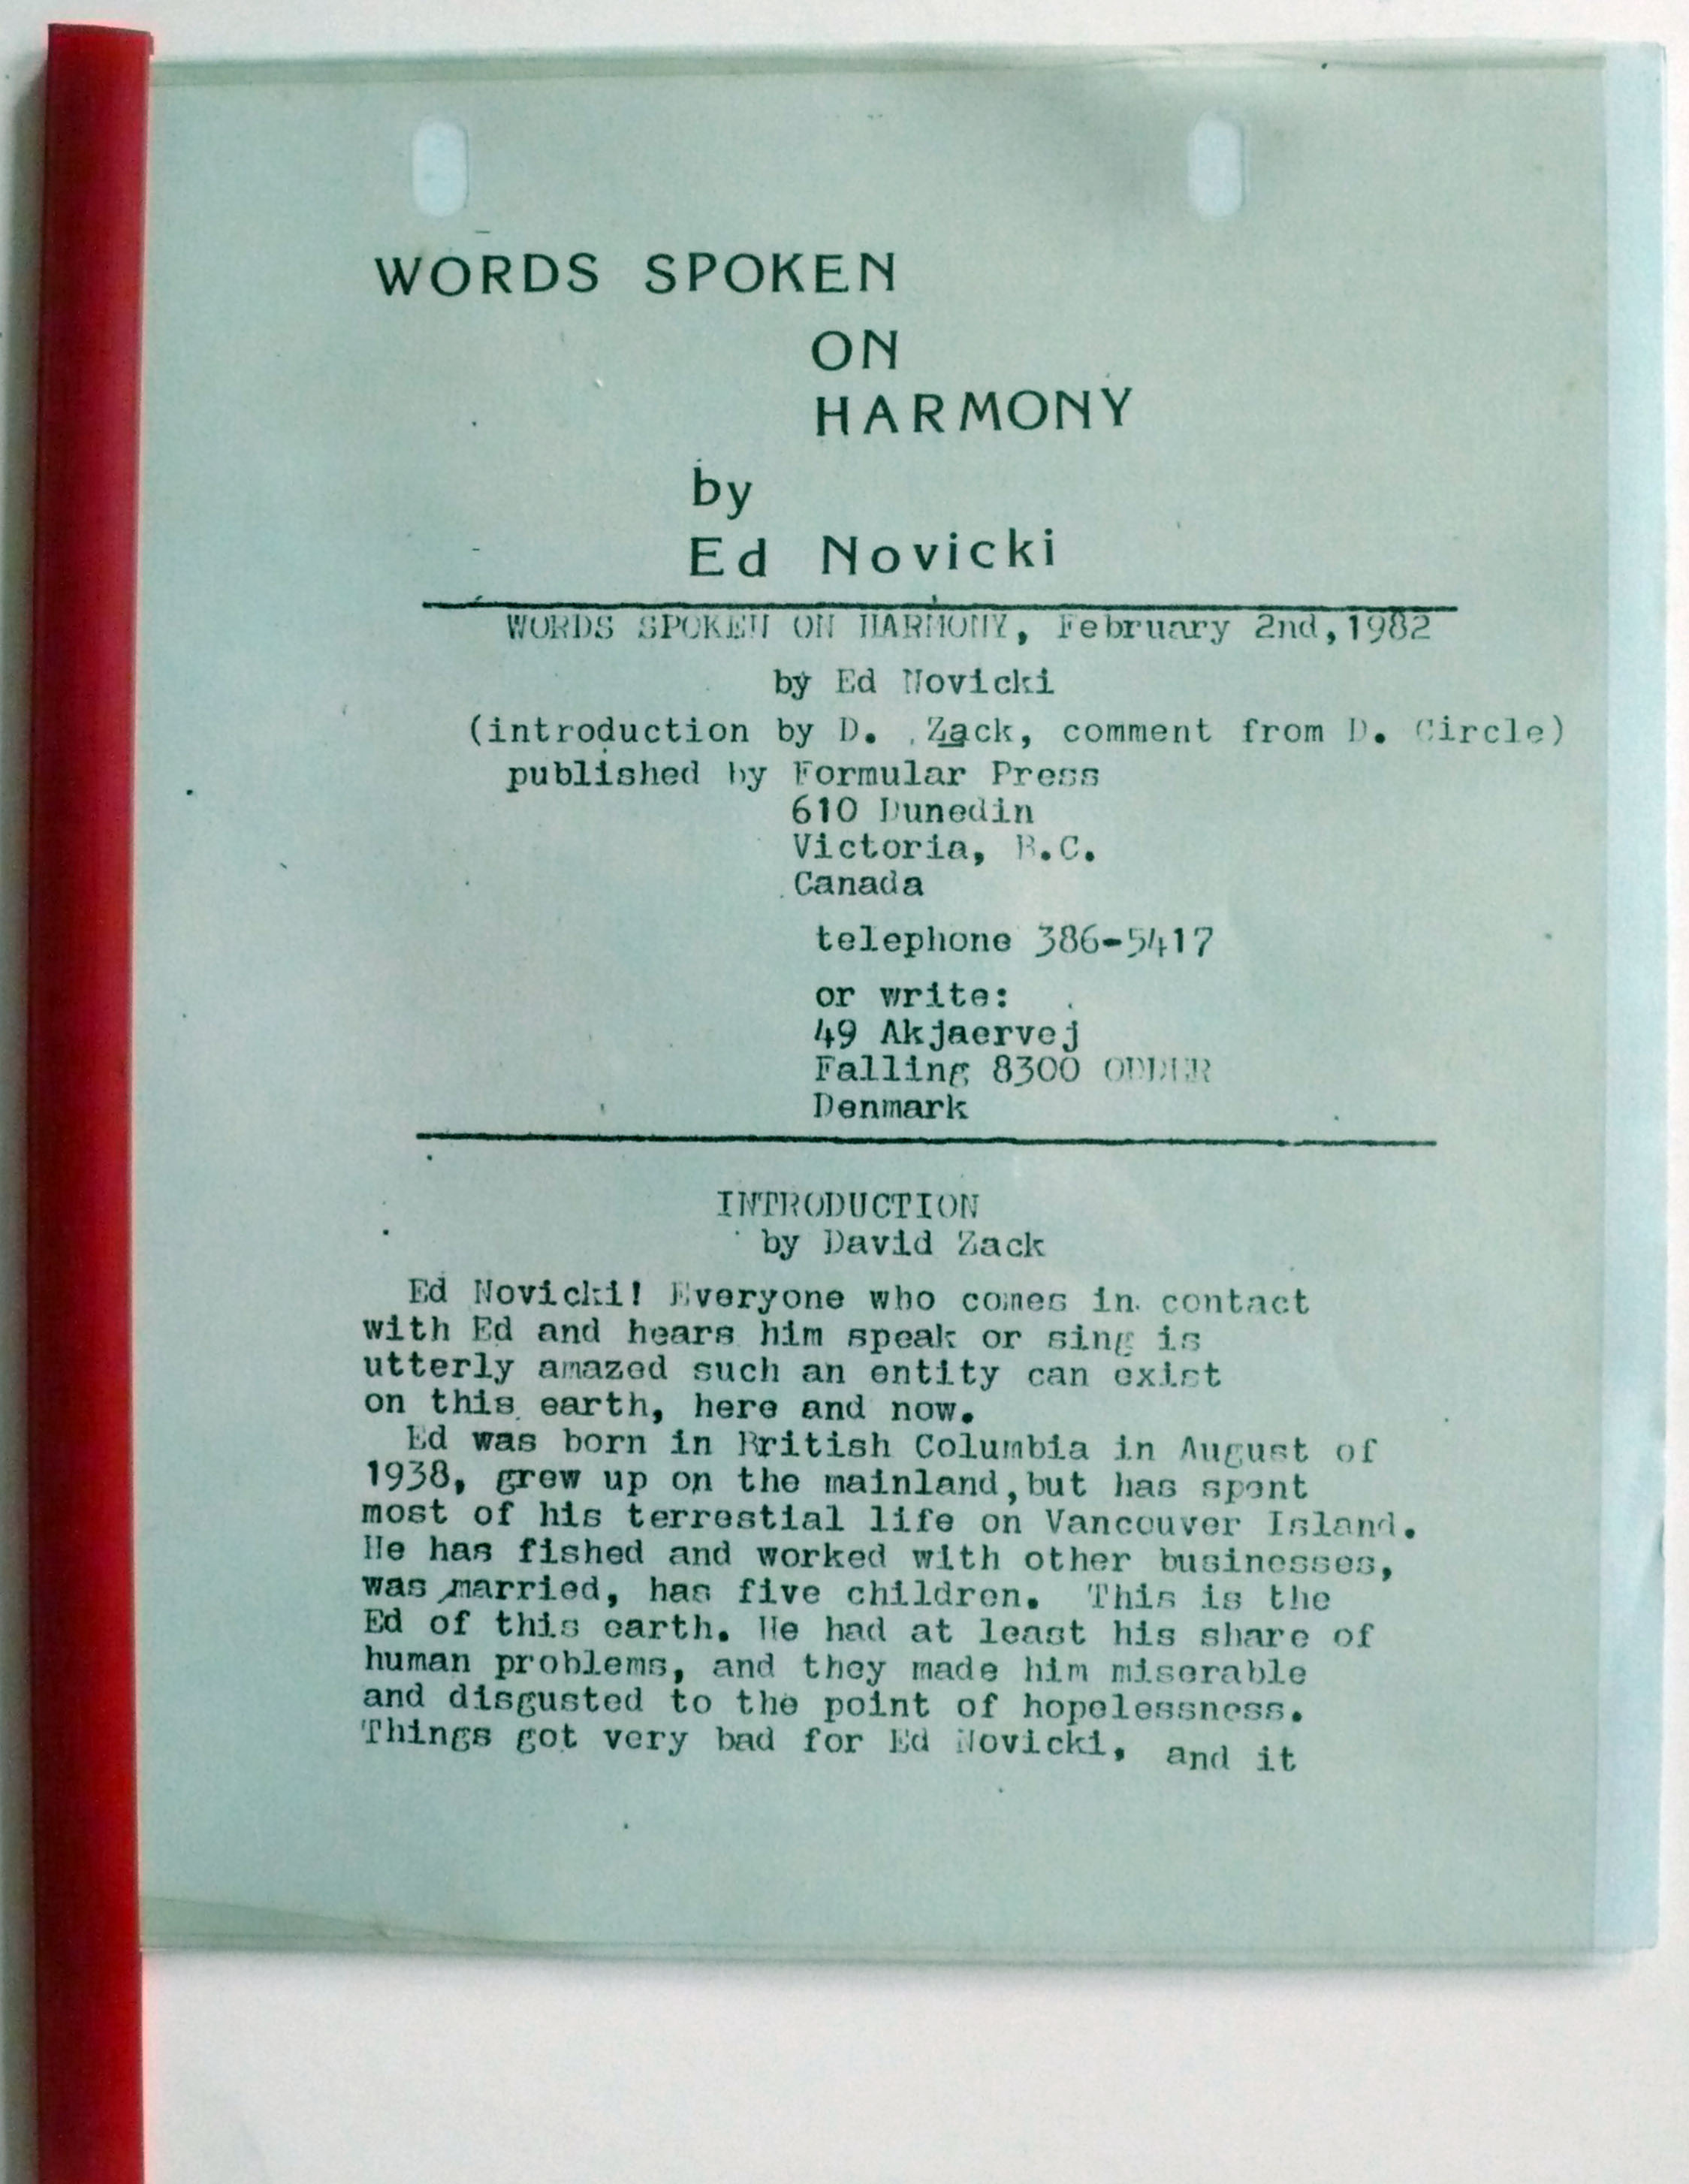 WORDS SPOKEN
ON
HARMONY
by
Ed Novicki
WORDS SPOKEN ON HARMONY, February 2nd,1982
by Ed Novicki
(introduction by D. Zack, comment from D. Circle)
published by Formular Press
610 Dunedin
Victoria, B.C.
Canada
telephone 386-5417
or write:
49 Akjaervej
Falling 8300 ODDER
Denmark
INTRODUCTION
by David Zack
Ed Novicki! Everyone who comes in contact
with Ed and hears him speak or sing is
utterly amazed such an entity can exist
on this earth, here and now.
Ed was born in British Columbia in August of
1938, grew up on the mainland,but has spent
most of his terrestial life on Vancouver Island.
He has fished and worked with other businesses,
was married, has five children. This is the
Ed of this earth. He had at least his share of
human problems, and they made him miserable
and disgusted to the point of hopelessness.
Things got very bad for Ed Novicki, and it